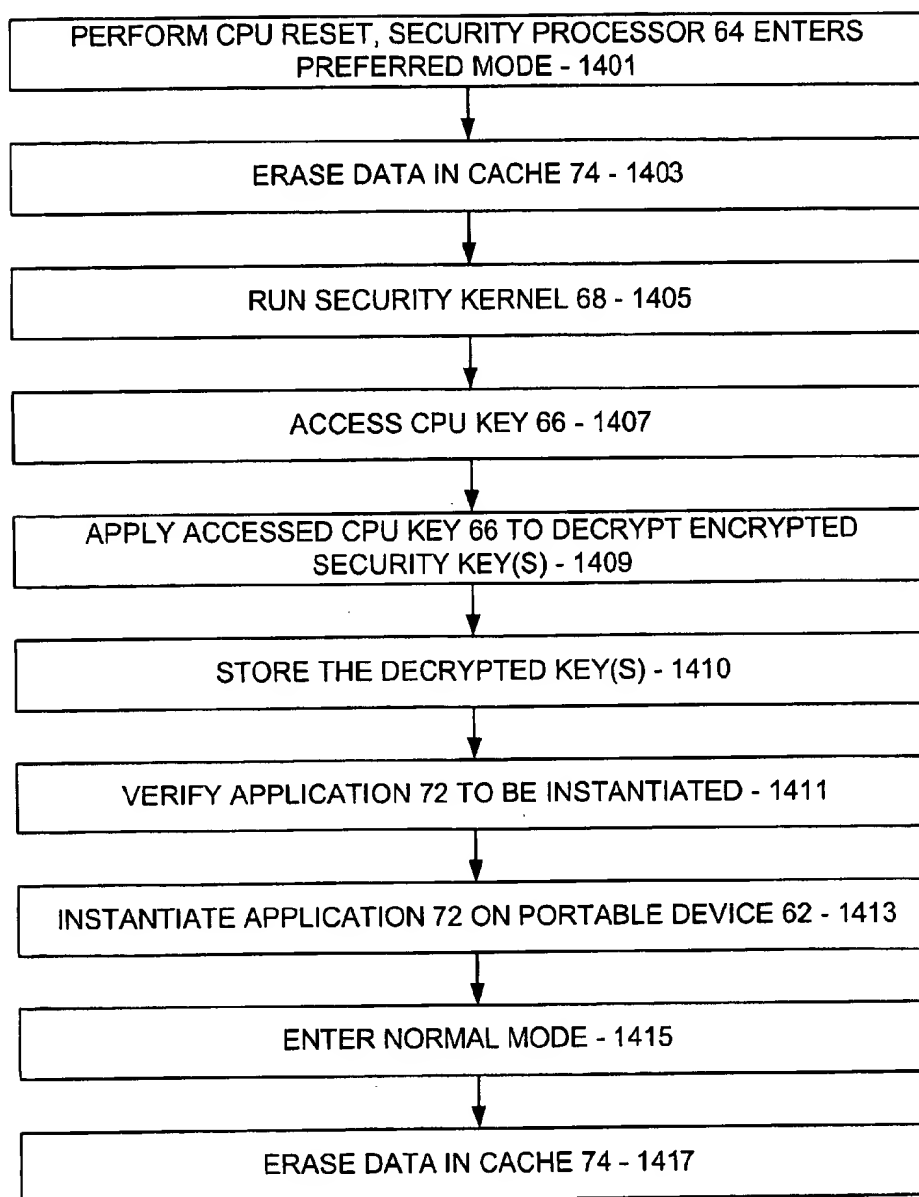 PERFORM CPU RESET, SECURITY PROCESSOR 64 ENTERS
PREFERRED MODE - 1401
ERASE DATA IN CACHE 74 - 1403
RUN SECURITY KERNEL 68 - 1405
ACCESS CPU KEY 66 - 1407
APPLY ACCESSED CPU KEY 66 TO DECRYPT ENCRYPTED
SECURITY KEY(S) - 1409
STORE THE DECRYPTED KEY(S) - 1410
VERIFY APPLICATION 72 TO BE INSTANTIATED - 1411
INSTANTIATE APPLICATION 72 ON PORTABLE DEVICE 62 - 1413
ENTER NORMAL MODE - 1415
ERASE DATA IN CACHE 74 - 1417